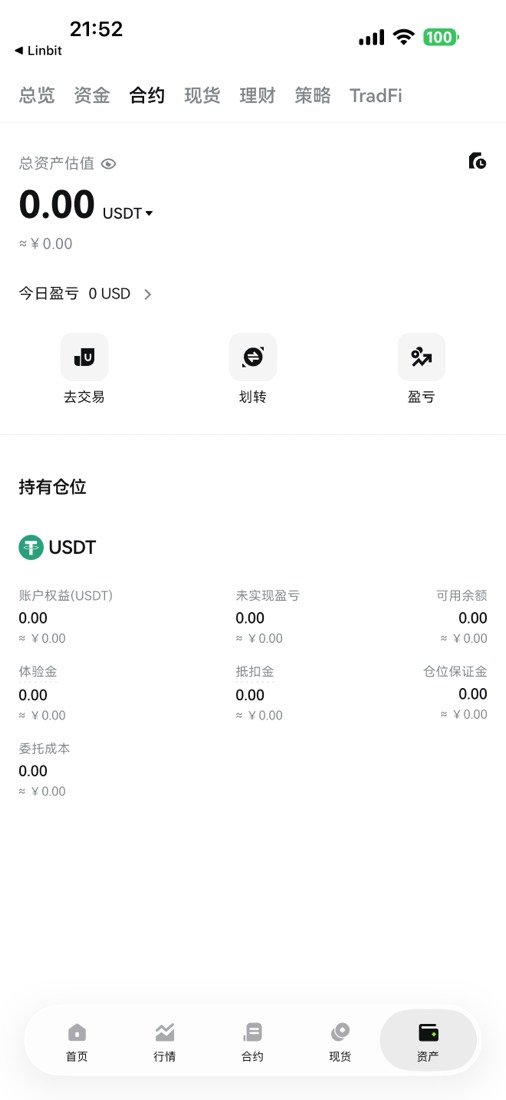 21:52
100
◀ Linbit
总览 资金 合约 现货 理财 策略 TradFi
总资产估值
0.00 USDT
≈ ¥ 0.00
今日盈亏 0 USD
去交易 划转 盈亏
持有仓位
USDT
账户权益(USDT) 未实现盈亏 可用余额
0.00 0.00 0.00
≈ ¥ 0.00 ≈ ¥ 0.00 ≈ ¥ 0.00
体验金 抵扣金 仓位保证金
0.00 0.00 0.00
≈ ¥ 0.00 ≈ ¥ 0.00 ≈ ¥ 0.00
委托成本
0.00
≈ ¥ 0.00
首页 行情 合约 现货 资产